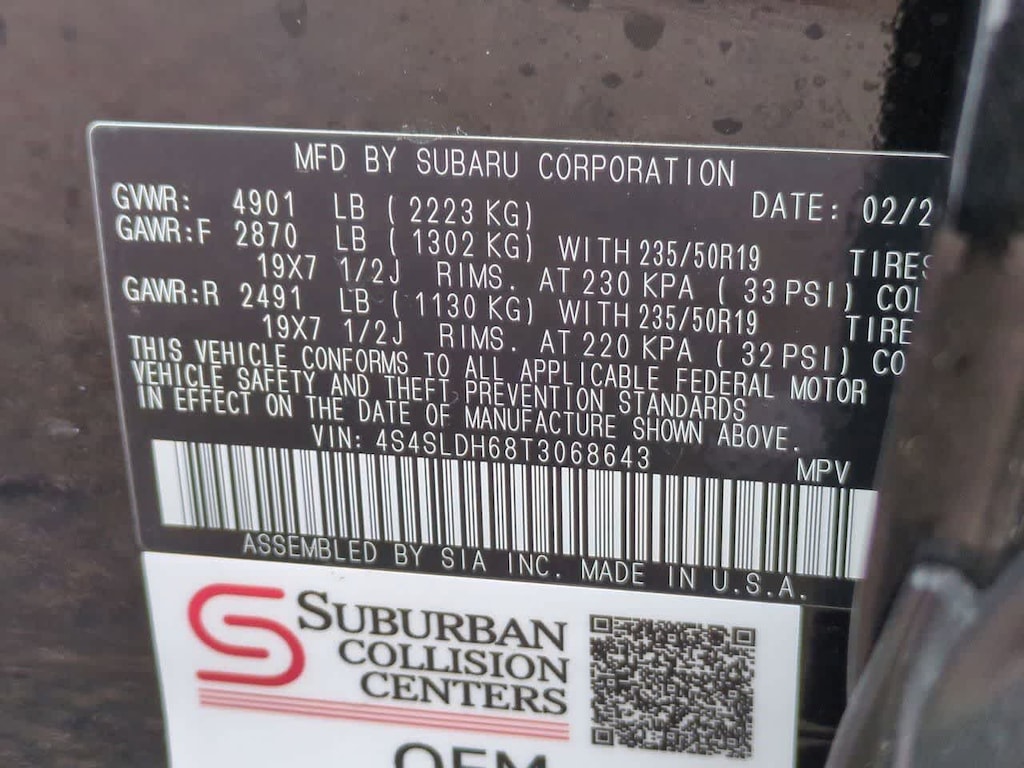 MFD BY SUBARU CORPORATION
GVWR: 4901 LB ( 2223 KG) DATE: 02/2
GAWR:F 2870 LB ( 1302 KG) WITH 235/50R19 TIRES
19X7 1/2J RIMS. AT 230 KPA ( 33 PSI) COL
GAWR:R 2491 LB ( 1130 KG) WITH 235/50R19 TIRE
19X7 1/2J RIMS. AT 220 KPA ( 32 PSI) CO
THIS VEHICLE CONFORMS TO ALL APPLICABLE FEDERAL MOTOR
VEHICLE SAFETY AND THEFT PREVENTION STANDARDS
IN EFFECT ON THE DATE OF MANUFACTURE SHOWN ABOVE.
VIN: 4S4SLDH68T3068643 MPV
ASSEMBLED BY SIA INC. MADE IN U.S.A.
SUBURBAN
COLLISION
CENTERS
OEM